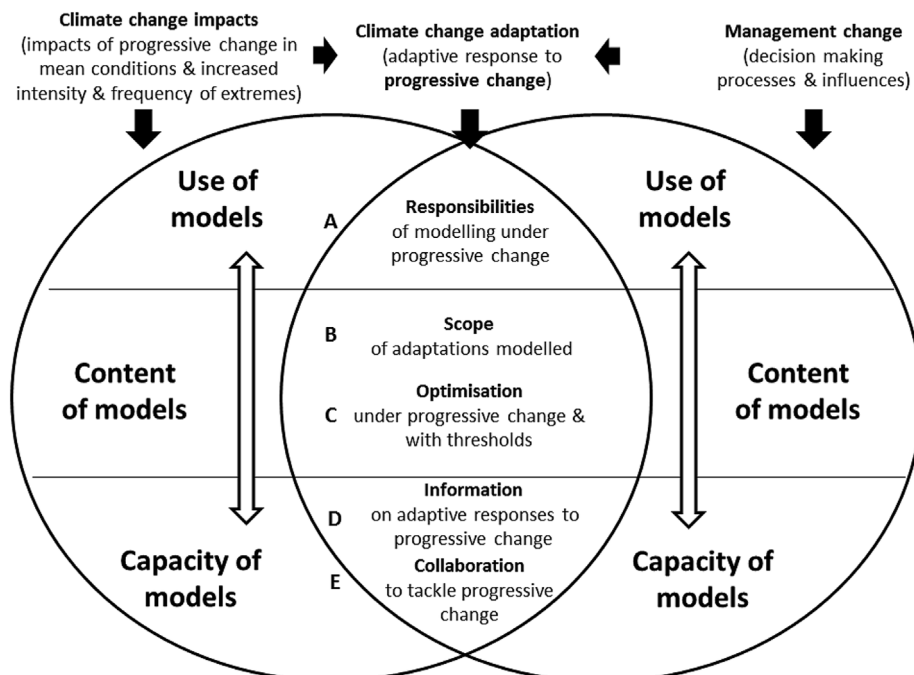 Climate change impacts
(impacts of progressive change in
mean conditions & increased
intensity & frequency of extremes)
Climate change adaptation
(adaptive response to
progressive change)
Management change
(decision making
processes & influences)
Use of
models
A
Responsibilities
of modelling under
progressive change
Use of
models
Content
of models
B
Scope
of adaptations modelled
C
Optimisation
under progressive change &
with thresholds
Content
of models
Capacity of
models
D
Information
on adaptive responses to
progressive change
E
Collaboration
to tackle progressive
change
Capacity of
models